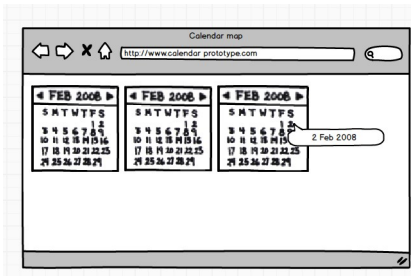 Calendar map
http://www.calendar prototype.com
FEB 2008 FEB 2008 FEB 2008
S M T W T F S S M T W T F S S M T W T F S
1 2 1 2 1 2
3 4 5 6 7 8 9 3 4 5 6 7 8 9 3 4 5 6 7 8 9
2 Feb 2008
10 11 12 13 14 15 16 10 11 12 13 14 15 16 10 11 12 13 14 15 16
17 18 19 20 21 22 23 17 18 19 20 21 22 23 17 18 19 20 21 22 23
24 25 26 27 28 29 24 25 26 27 28 29 24 25 26 27 28 29